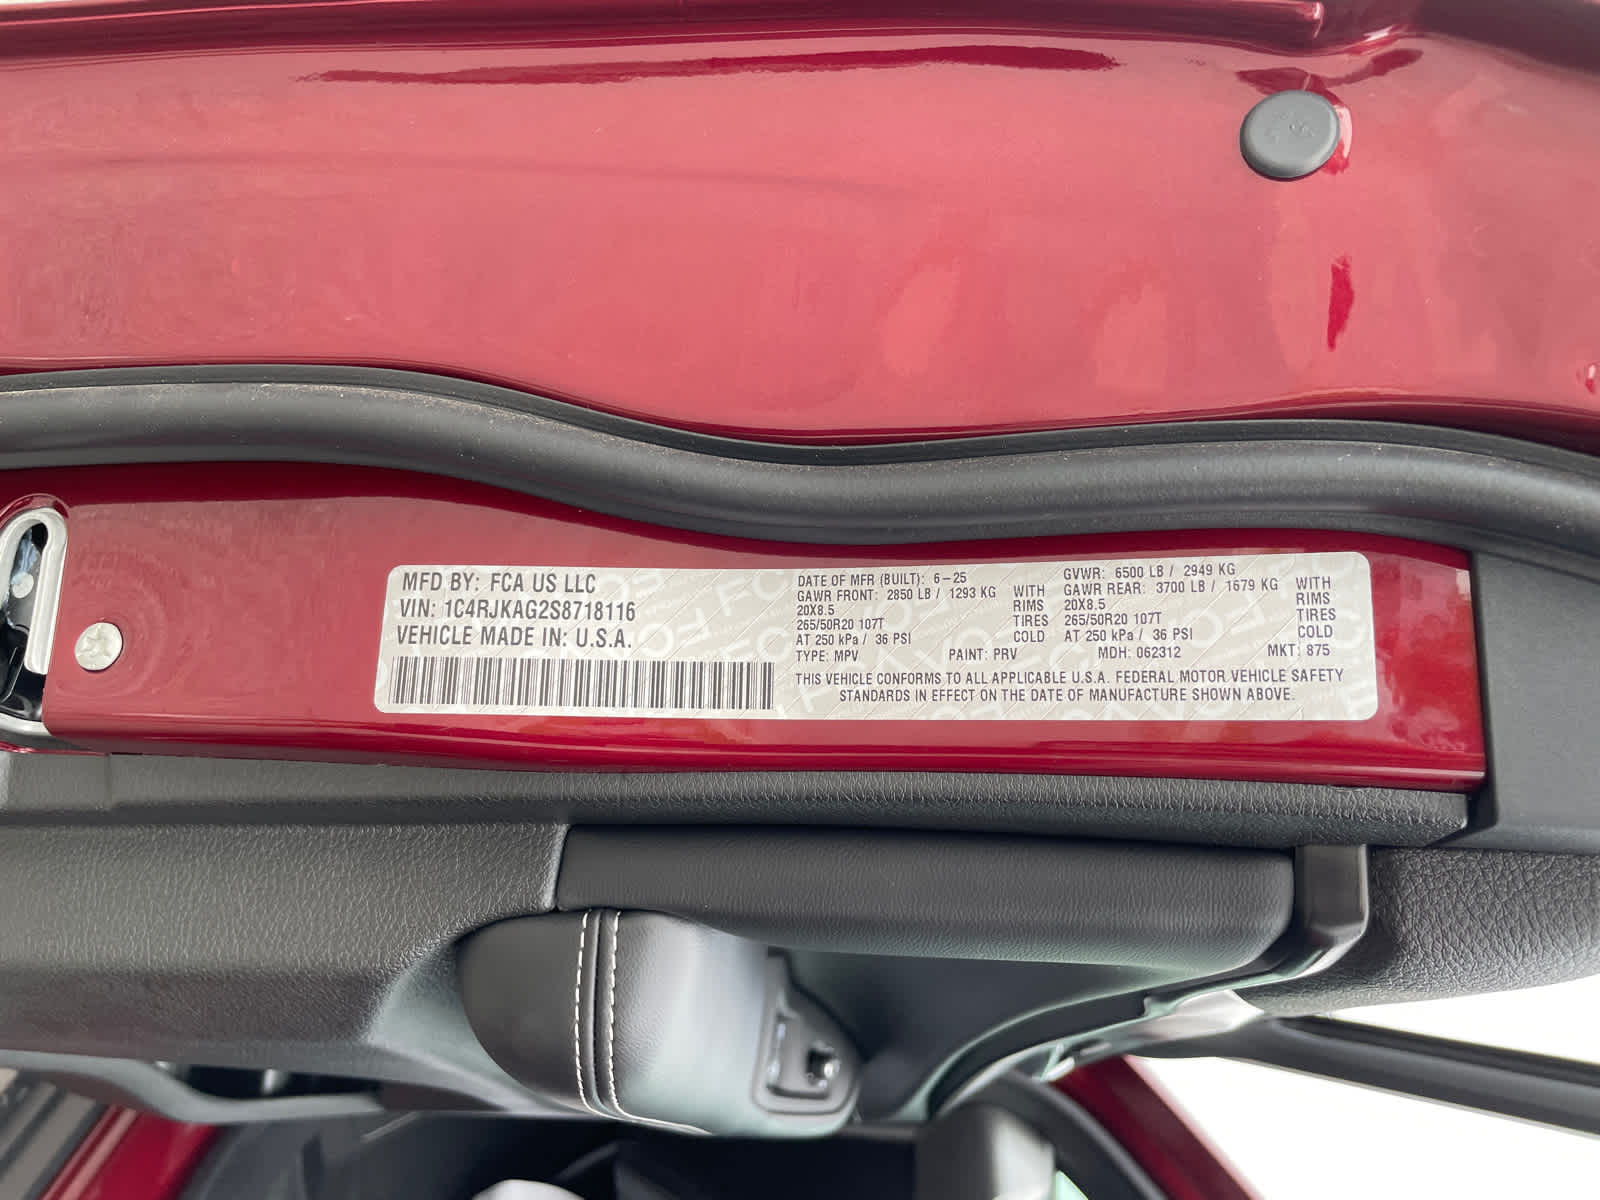 MFD BY: FCA US LLC
VIN: 1C4RJKAG2S8718116
VEHICLE MADE IN: U.S.A.
DATE OF MFR (BUILT): 6-25
GAWR FRONT: 2850 LB / 1293 KG WITH
20X8.5 RIMS
265/50R20 107T TIRES
AT 250 kPa / 36 PSI COLD
GVWR: 6500 LB / 2949 KG
GAWR REAR: 3700 LB / 1679 KG WITH
20X8.5 RIMS
265/50R20 107T TIRES
AT 250 kPa / 36 PSI COLD
TYPE: MPV PAINT: PRV MDH: 062312 MKT: 875
THIS VEHICLE CONFORMS TO ALL APPLICABLE U.S.A. FEDERAL MOTOR VEHICLE SAFETY
STANDARDS IN EFFECT ON THE DATE OF MANUFACTURE SHOWN ABOVE.